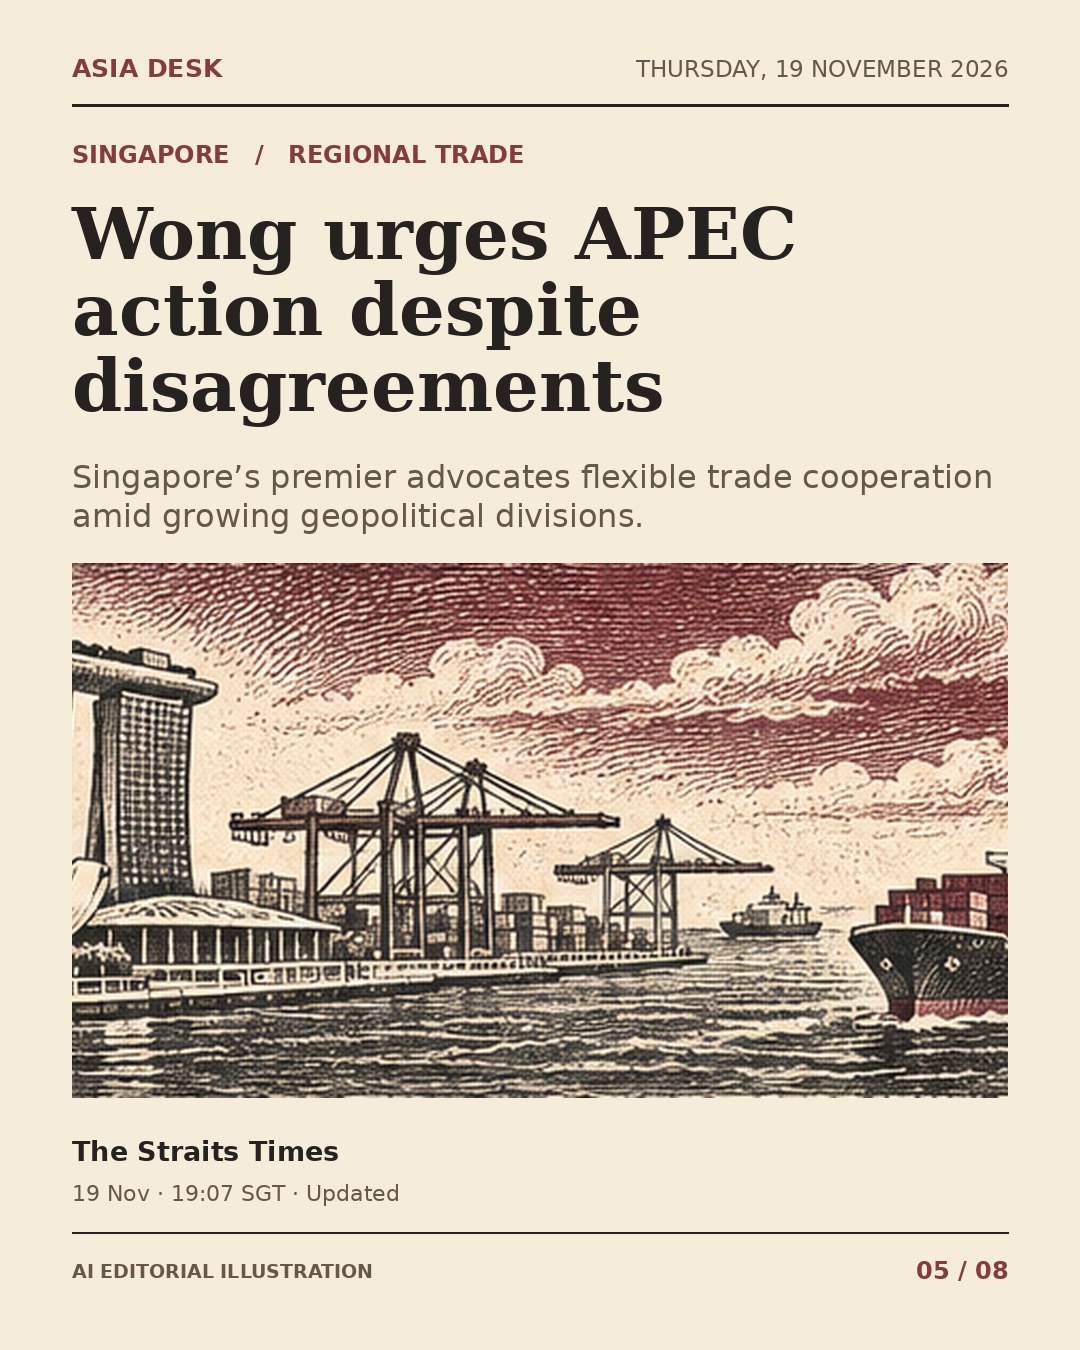 ASIA DESK
THURSDAY, 19 NOVEMBER 2026
SINGAPORE / REGIONAL TRADE
Wong urges APEC
action despite
disagreements
Singapore’s premier advocates flexible trade cooperation
amid growing geopolitical divisions.
The Straits Times
19 Nov · 19:07 SGT · Updated
AI EDITORIAL ILLUSTRATION
05 / 08